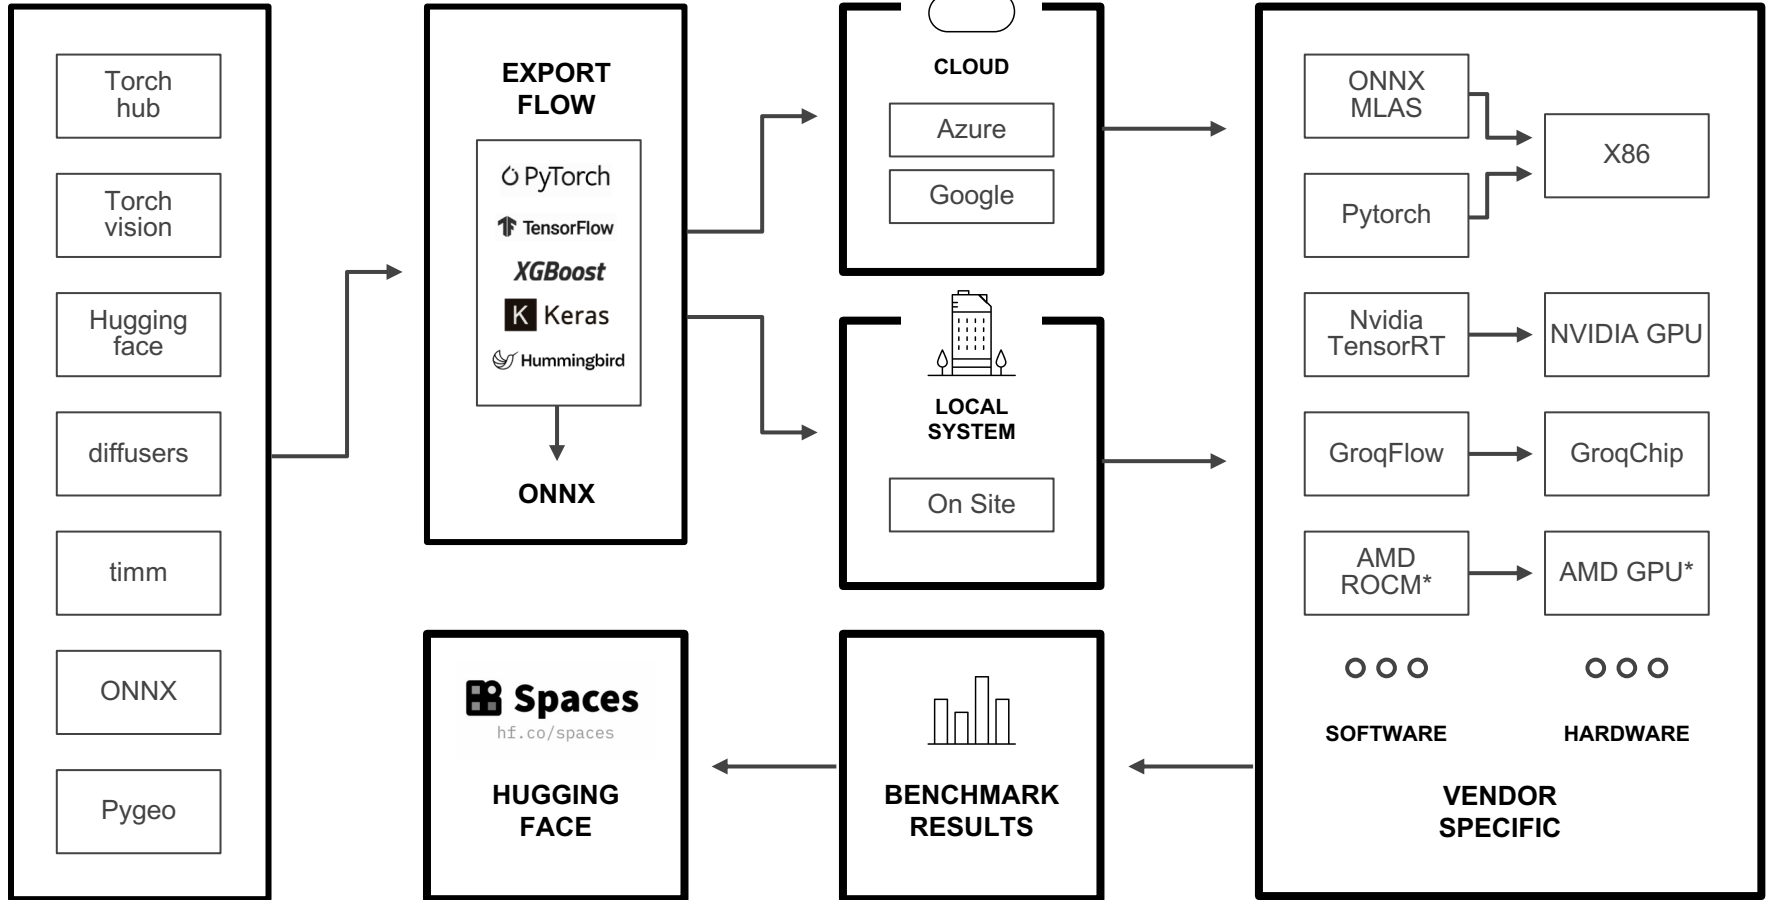 Torch
hub
Torch
vision
Hugging
face
diffusers
timm
ONNX
Pygeo
EXPORT
FLOW
PyTorch
TensorFlow
XGBoost
K Keras
Hummingbird
ONNX
CLOUD
Azure
Google
LOCAL
SYSTEM
On Site
ONNX
MLAS
Pytorch
X86
Nvidia
TensorRT
NVIDIA GPU
GroqFlow
GroqChip
AMD
ROCM*
AMD GPU*
SOFTWARE
HARDWARE
VENDOR
SPECIFIC
BENCHMARK
RESULTS
Spaces
hf.co/spaces
HUGGING
FACE